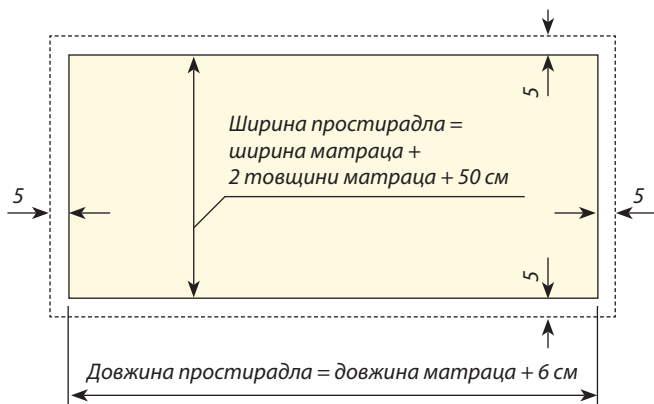 5
Ширина простирадла =
ширина матраца +
2 товщини матраца + 50 см
5
5
5
Довжина простирадла = довжина матраца + 6 см